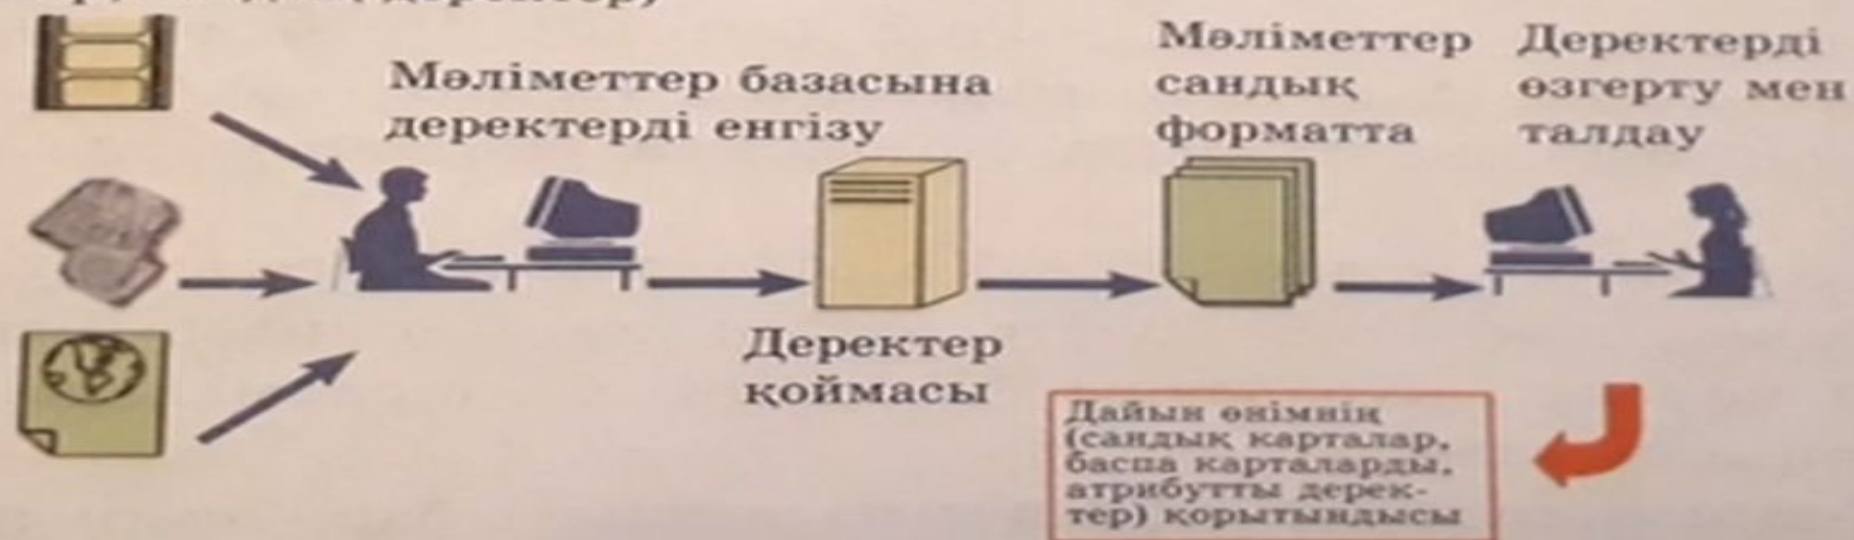 Мәліметтер базасына
деректерді енгізу
Мәліметтер
сандық
форматта
Деректерді
өзгерту мен
талдау
Деректер
қоймасы
Дайын өнімнің
(сандық карталар,
баспа карталарды,
атрибутты дерек-
тер) қорытындысы